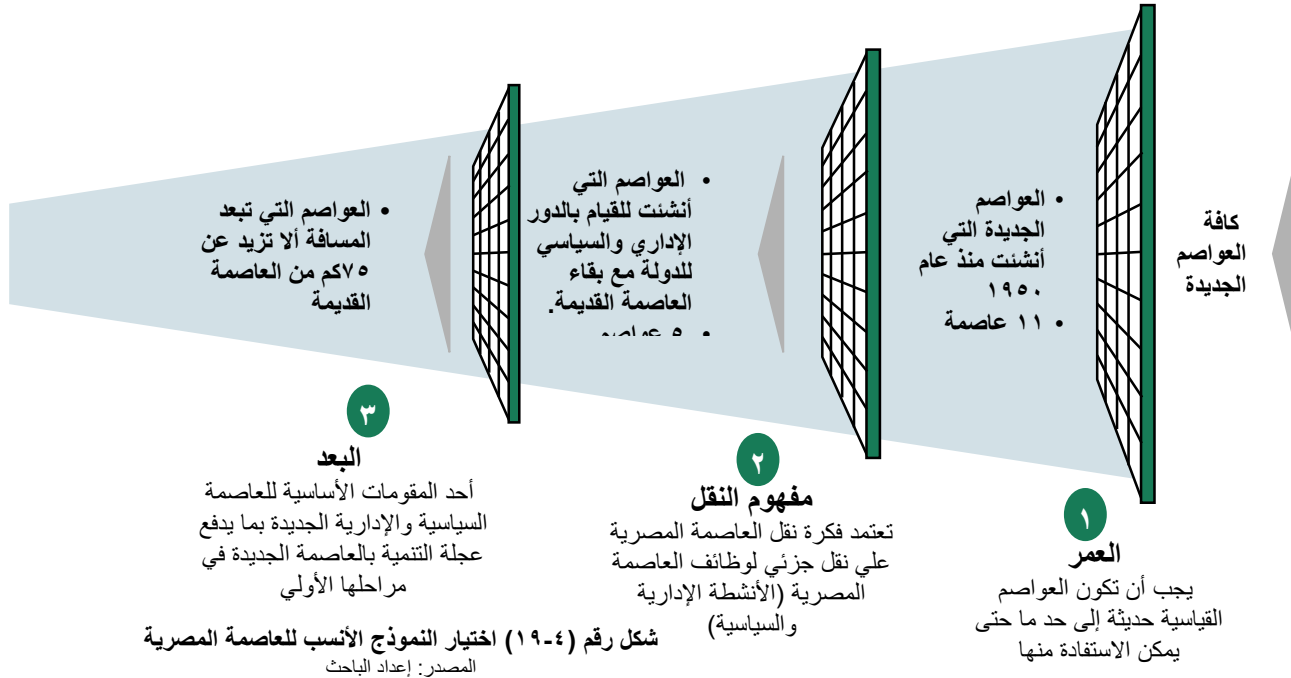 كافة
العواصم
الجديدة
• العواصم
الجديدة التي
أنشئت منذ عام
١٩٥٠
• ١١ عاصمة
• العواصم التي
أنشئت للقيام بالدور
الإداري والسياسي
للدولة مع بقاء
العاصمة القديمة.
• ٥ عواصم
• العواصم التي تبعد
المسافة ألا تزيد عن
٧٥كم من العاصمة
القديمة
١
العمر
يجب أن تكون العواصم
القياسية حديثة إلى حد ما حتى
يمكن الاستفادة منها
٢
مفهوم النقل
تعتمد فكرة نقل العاصمة المصرية
علي نقل جزئي لوظائف العاصمة
المصرية (الأنشطة الإدارية
والسياسية)
٣
البعد
أحد المقومات الأساسية للعاصمة
السياسية والإدارية الجديدة بما يدفع
عجلة التنمية بالعاصمة الجديدة في
مراحلها الأولي
شكل رقم (٤-١٩) اختيار النموذج الأنسب للعاصمة المصرية
المصدر: إعداد الباحث